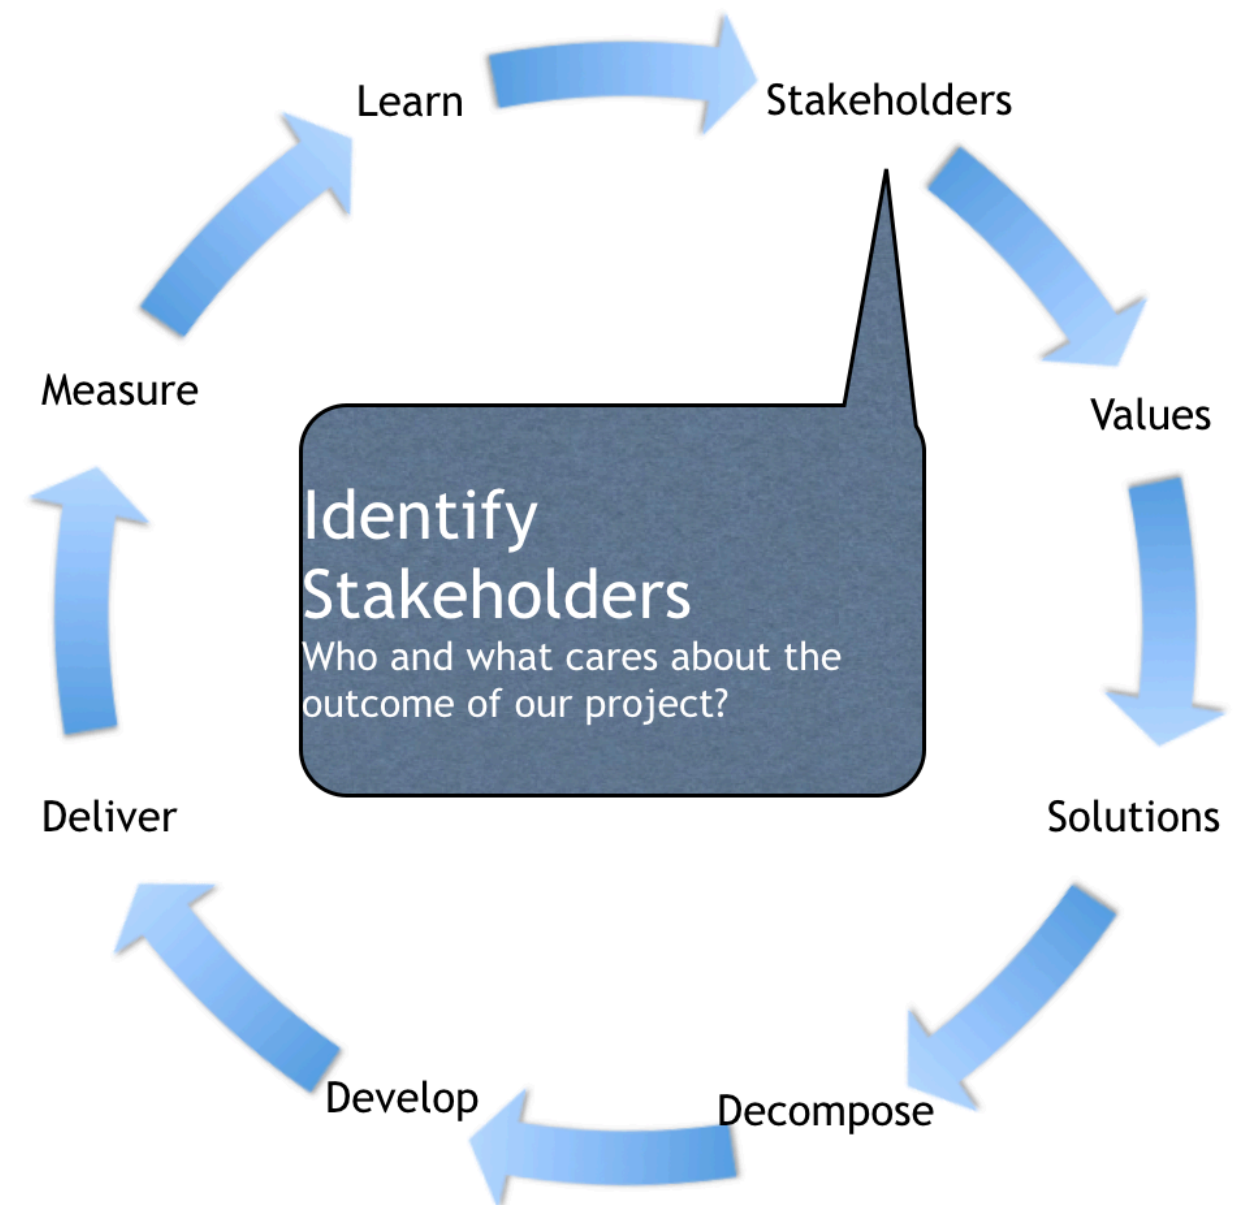 Learn
Stakeholders
Measure
Values
Identify
Stakeholders
Who and what cares about the
outcome of our project?
Deliver
Solutions
Develop
Decompose